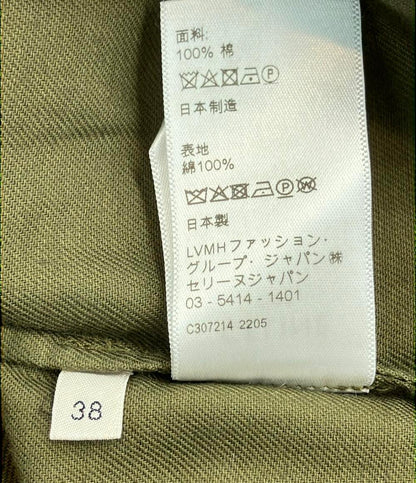 面料:
100% 棉
日本制造
表地
綿100%
日本製
LVMHファッション・
グループ・ジャパン㈱
セリーヌジャパン
03 - 5414 - 1401
C307214 2205
38